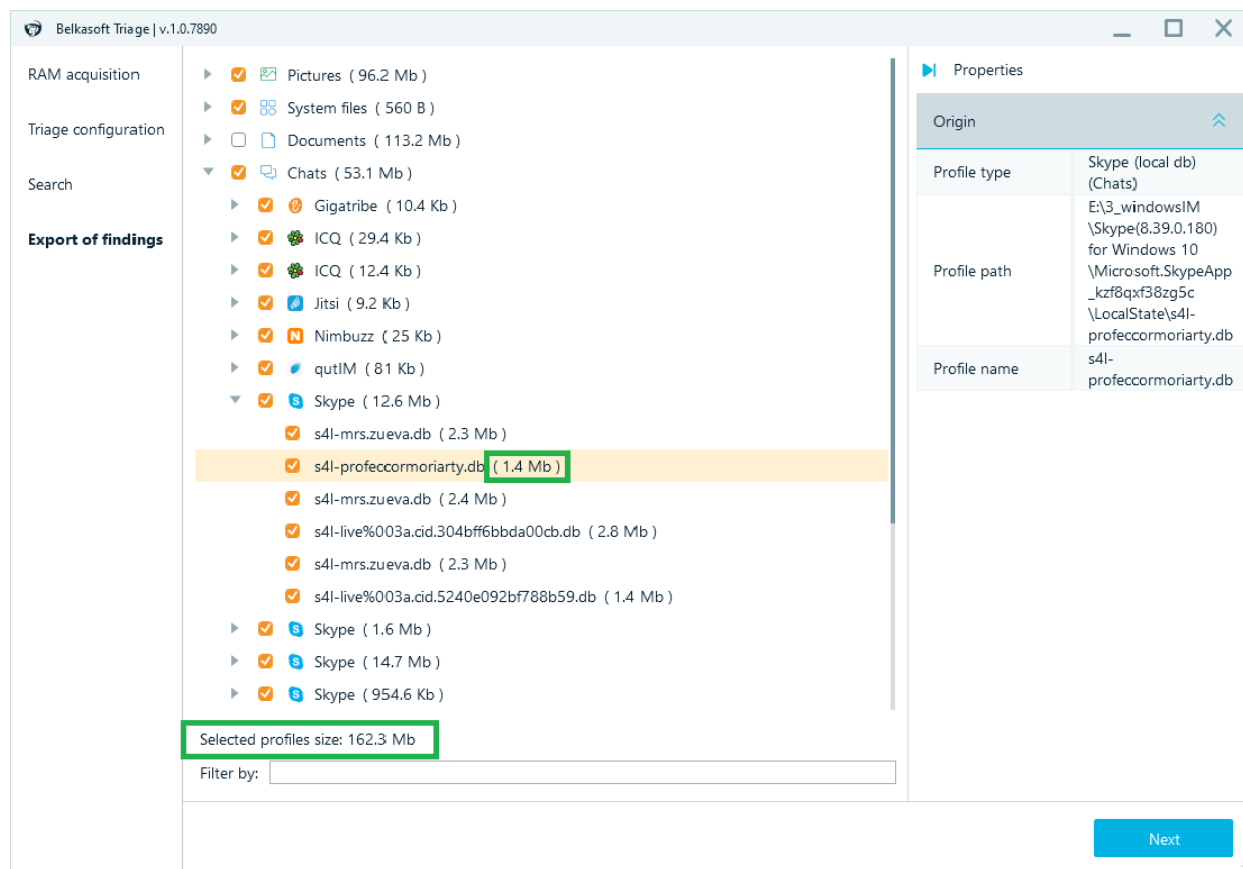 Belkasoft Triage | v.1.0.7890
RAM acquisition
Triage configuration
Search
Export of findings
Pictures ( 96.2 Mb )
System files ( 560 B )
Documents ( 113.2 Mb )
Chats ( 53.1 Mb )
Gigatribe ( 10.4 Kb )
ICQ ( 29.4 Kb )
ICQ ( 12.4 Kb )
Jitsi ( 9.2 Kb )
Nimbuzz ( 25 Kb )
qutIM ( 81 Kb )
Skype ( 12.6 Mb )
s4l-mrs.zueva.db ( 2.3 Mb )
s4l-profeccormoriarty.db ( 1.4 Mb )
s4l-mrs.zueva.db ( 2.4 Mb )
s4l-live%003a.cid.304bff6bbda00cb.db ( 2.8 Mb )
s4l-mrs.zueva.db ( 2.3 Mb )
s4l-live%003a.cid.5240e092bf788b59.db ( 1.4 Mb )
Skype ( 1.6 Mb )
Skype ( 14.7 Mb )
Skype ( 954.6 Kb )
Selected profiles size: 162.3 Mb
Filter by:
Properties
Origin
Profile type
Skype (local db)
(Chats)
Profile path
E:\3_windowsIM
\Skype(8.39.0.180)
for Windows 10
\Microsoft.SkypeApp
_kzf8qxf38zg5c
\LocalState\s4l-
profeccormoriarty.db
Profile name
s4l-
profeccormoriarty.db
Next